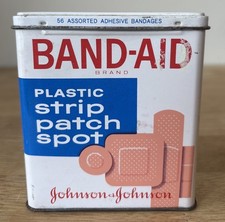 56 ASSORTED ADHESIVE BANDAGES
BAND-AID
BRAND
PLASTIC
strip
patch
spot
Johnson & Johnson